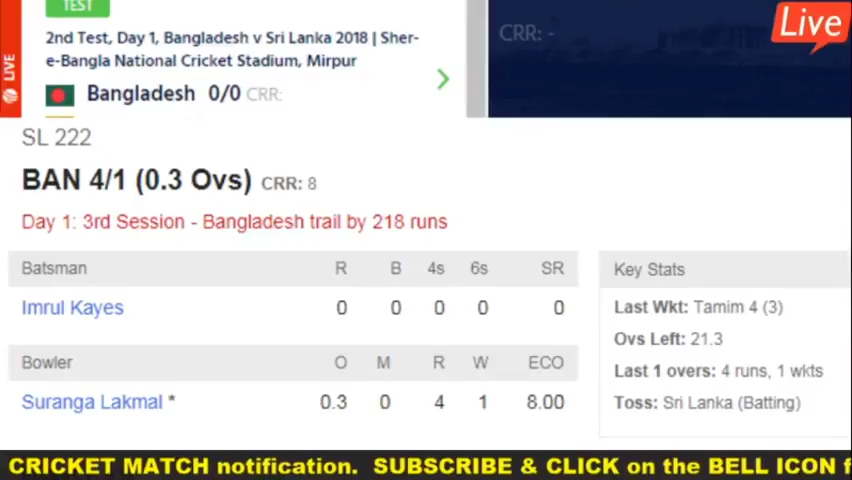 TEST
Live
2nd Test, Day 1, Bangladesh v Sri Lanka 2018 | Sher-
e-Bangla National Cricket Stadium, Mirpur
CRR: -
LIVE
Bangladesh 0/0 CRR:
SL 222
BAN 4/1 (0.3 Ovs) CRR: 8
Day 1: 3rd Session - Bangladesh trail by 218 runs
Batsman R B 4s 6s SR
Imrul Kayes 0 0 0 0 0
Bowler O M R W ECO
Suranga Lakmal * 0.3 0 4 1 8.00
Key Stats
Last Wkt: Tamim 4 (3)
Ovs Left: 21.3
Last 1 overs: 4 runs, 1 wkts
Toss: Sri Lanka (Batting)
CRICKET MATCH notification. SUBSCRIBE & CLICK on the BELL ICON f